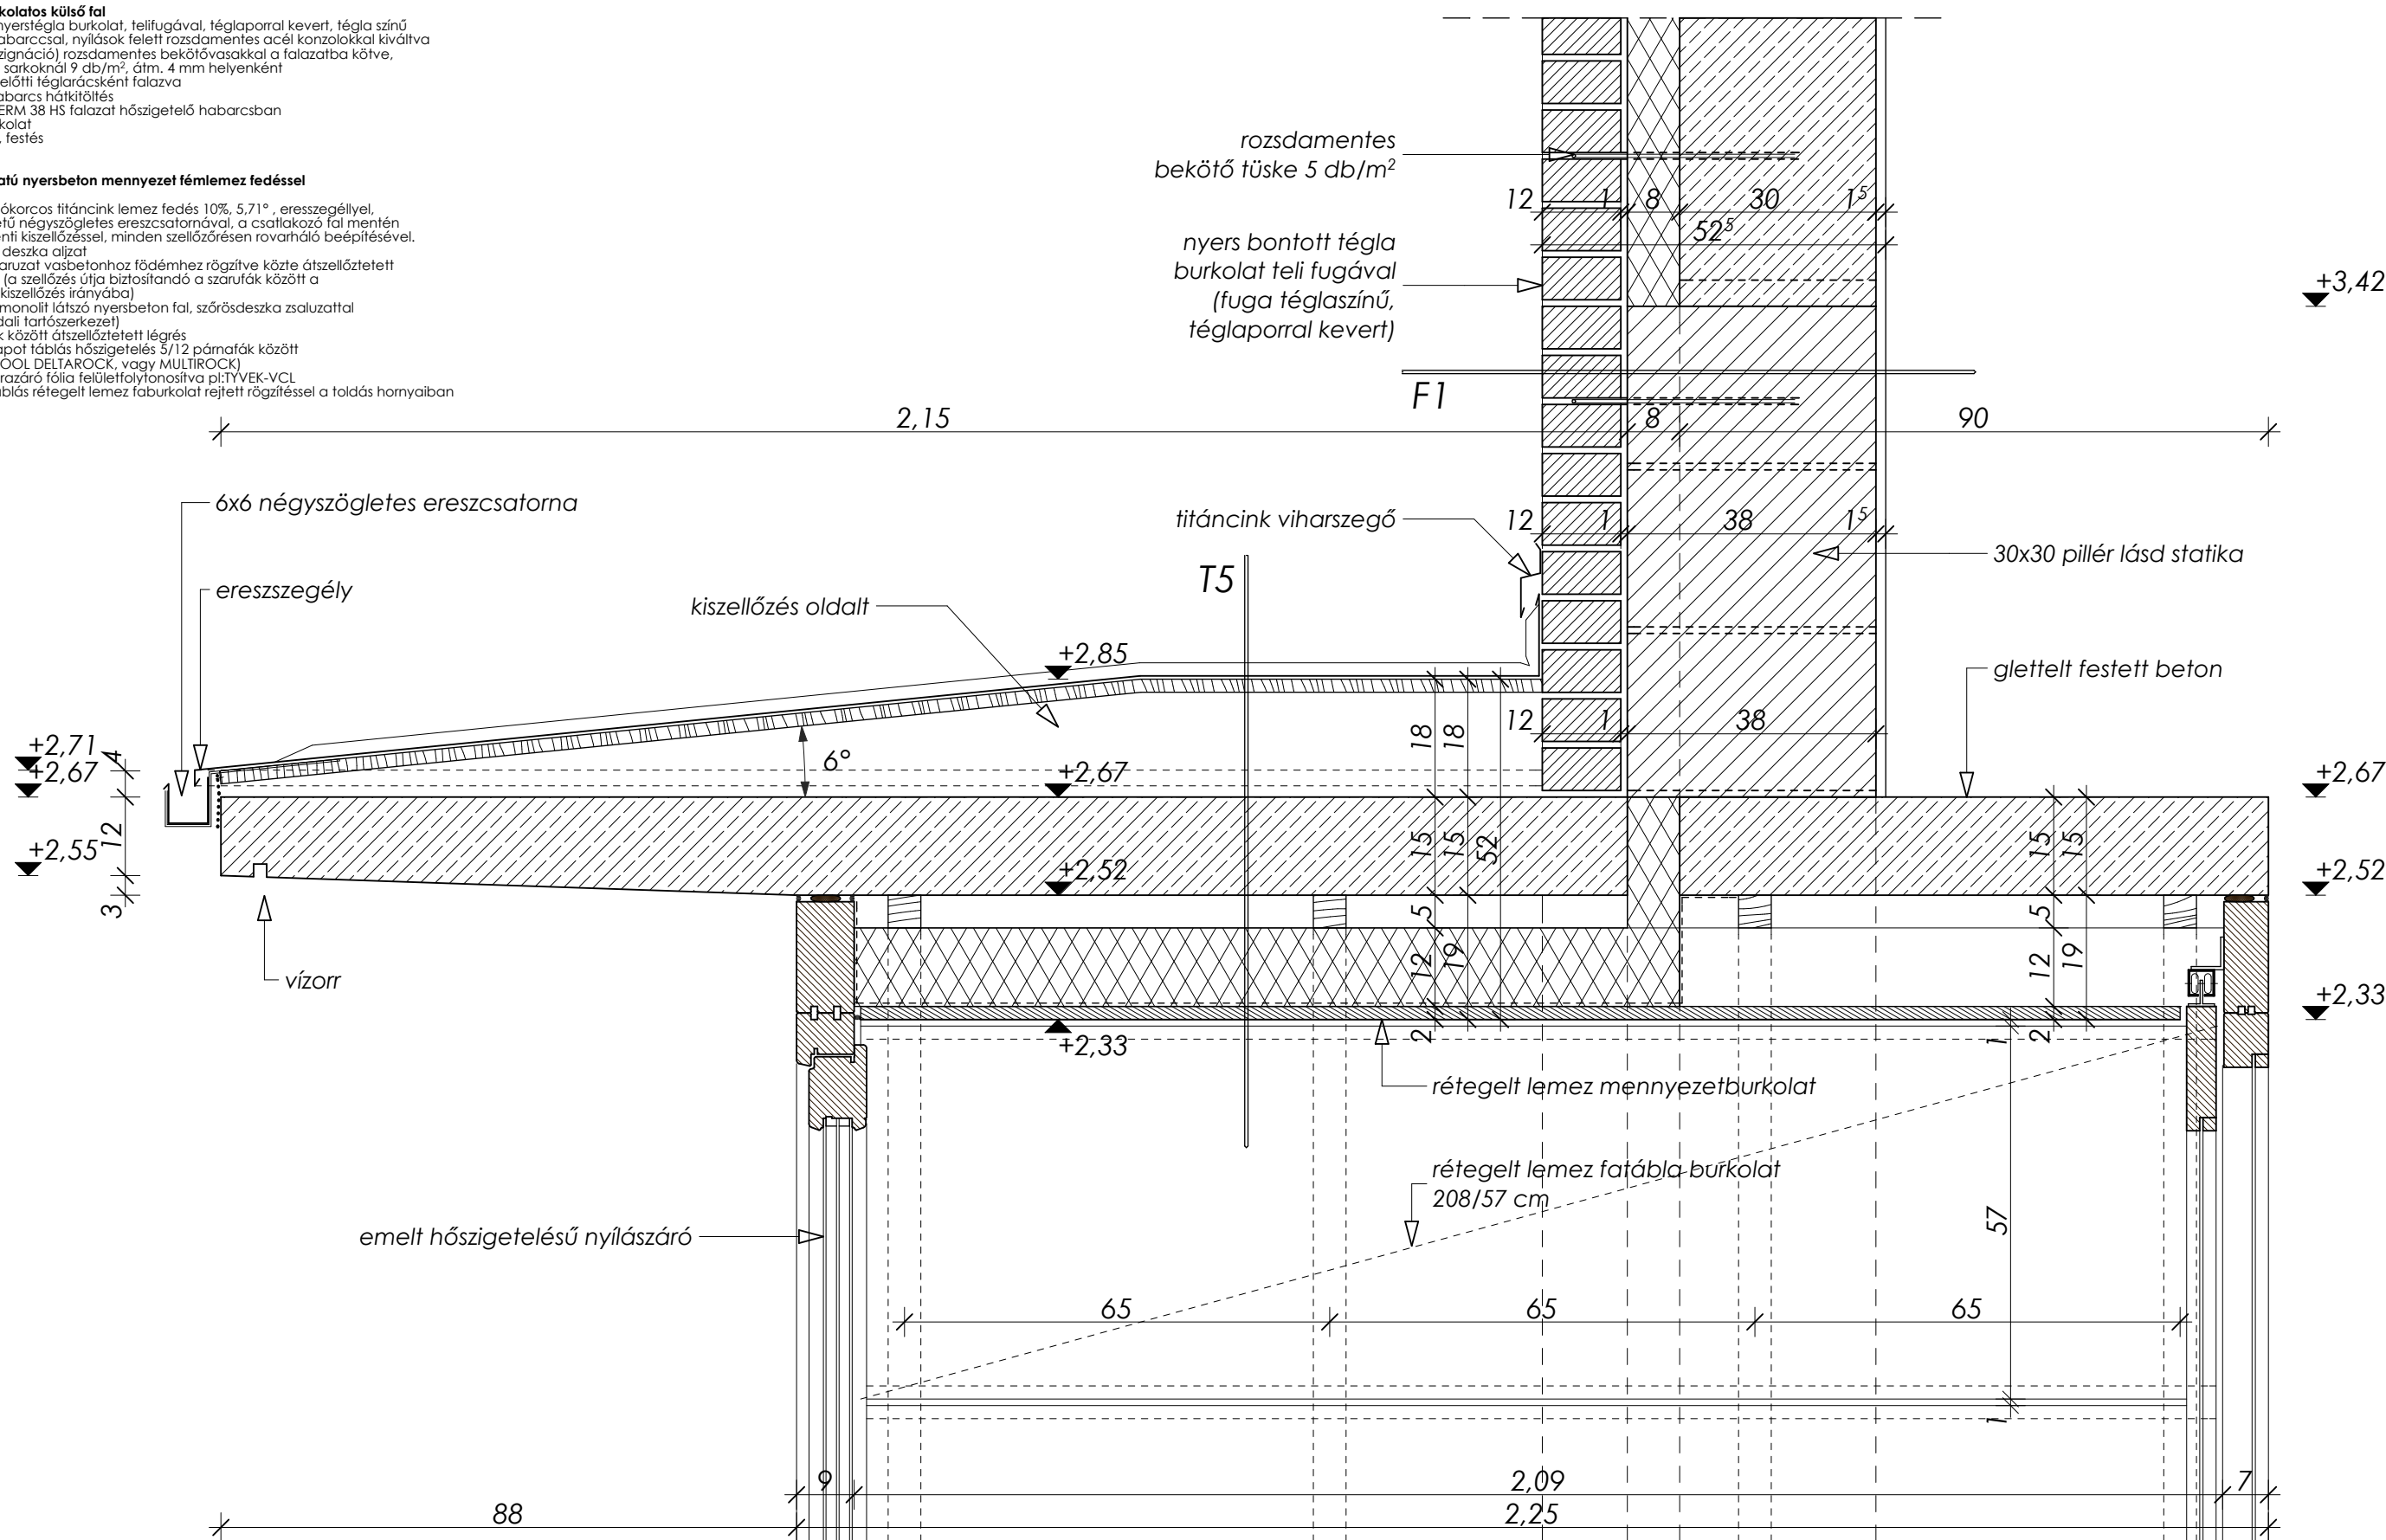 kolatos külső fal
nyerstégla burkolat, telifugával, téglaporral kevert, tégla színű
abarccsal, nyílások felett rozsdamentes acél konzolokkal kiváltva
zignáció) rozsdamentes bekötővasakkal a falazatba kötve,
sarkoknál 9 db/m², átm. 4 mm helyenként
előtti téglarácsként falazva
abarcs hátkitöltés
ERM 38 HS falazat hőszigetelő habarcsban
kolat
, festés
atú nyersbeton mennyezet fémlemez fedéssel
ókorcos titáncink lemez fedés 10%, 5,71° , eresszegéllyel,
etű négyszögletes ereszcsatornával, a csatlakozó fal mentén
enti kiszellőzéssel, minden szellőzőrésen rovarháló beépítésével.
deszka aljzat
aruzat vasbetonhoz födémhez rögzítve közte átszellőztetett
(a szellőzés útja biztosítandó a szarufák között a
kiszellőzés irányába)
monolit látszó nyersbeton fal, szőrösdeszka zsaluzattal
dali tartószerkezet)
k között átszellőztetett légrés
apot táblás hőszigetelés 5/12 párnafák között
OOL DELTAROCK, vagy MULTIROCK)
razáró fólia felületfolytonosítva pl:TYVEK-VCL
áblás rétegelt lemez faburkolat rejtett rögzítéssel a toldás hornyaiban
rozsdamentes
bekötő tüske 5 db/m²
12 1 8 30 1⁵
52⁵
nyers bontott tégla
burkolat teli fugával
(fuga téglaszínű,
téglaporral kevert)
+3,42
F1
2,15 8 90
6x6 négyszögletes ereszcsatorna
titáncink viharszegő
12 1 38 1⁵
30x30 pillér lásd statika
T5
ereszszegély
kiszellőzés oldalt
+2,85
glettelt festett beton
12 1 38
18 18
+2,71 4
6°
+2,67 +2,67 +2,67
12
15 15 52 15 15
+2,55
+2,52 +2,52
3
5 5
vízorr
12 19 12 19
+2,33
+2,33
2 1 2
rétegelt lemez mennyezetburkolat
rétegelt lemez fatábla burkolat
208/57 cm
57
emelt hőszigetelésű nyílászáró
65 65 65
1
9 2,09 7
88 2,25